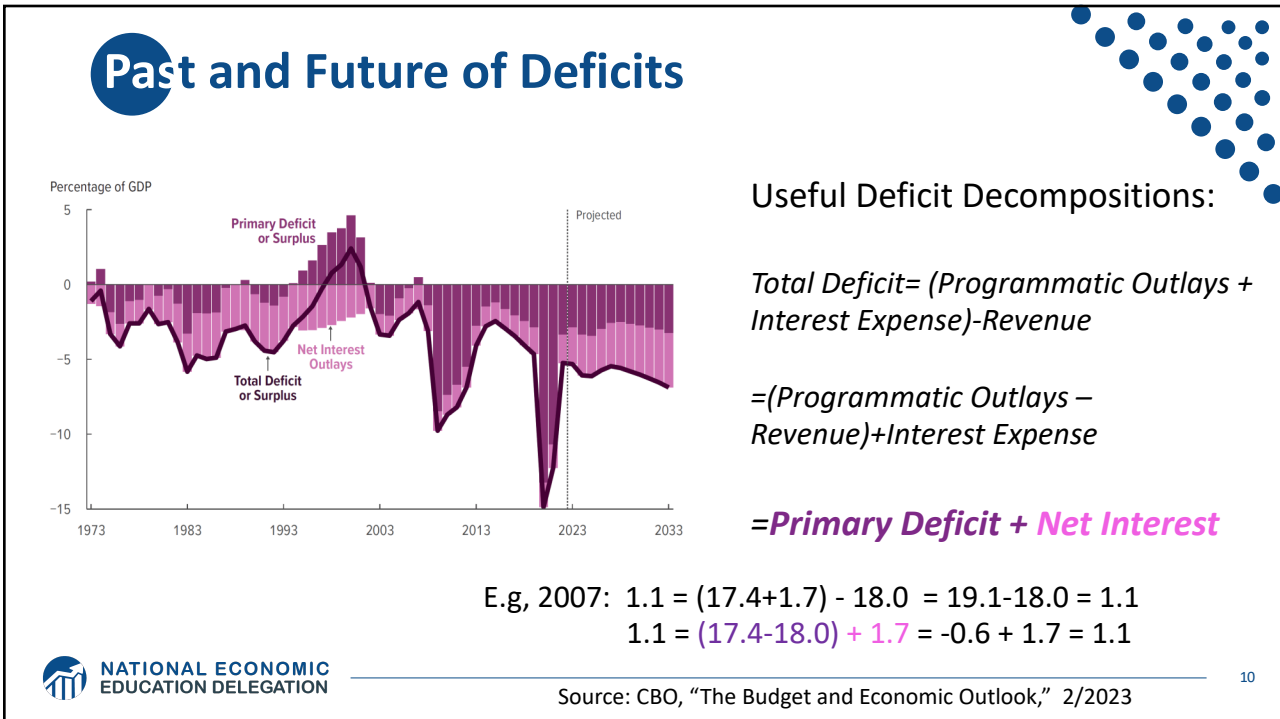 Past and Future of Deficits
Percentage of GDP
5
0
−5
−10
−15
Primary Deficit
or Surplus
Projected
Net Interest
Outlays
Total Deficit
or Surplus
1973
1983
1993
2003
2013
2023
2033
Useful Deficit Decompositions:
Total Deficit= (Programmatic Outlays +
Interest Expense)-Revenue
=(Programmatic Outlays –
Revenue)+Interest Expense
=Primary Deficit + Net Interest
E.g, 2007: 1.1 = (17.4+1.7) - 18.0 = 19.1-18.0 = 1.1
1.1 = (17.4-18.0) + 1.7 = -0.6 + 1.7 = 1.1
NATIONAL ECONOMIC
EDUCATION DELEGATION
Source: CBO, “The Budget and Economic Outlook,” 2/2023
10